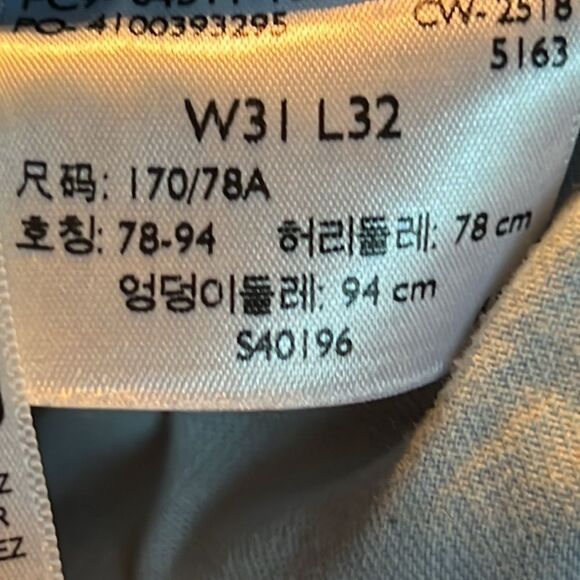 PO- 4100393295
CW- 2518
5163
W31 L32
尺码: 170/78A
호칭: 78-94 허리둘레: 78 cm
엉덩이둘레: 94 cm
S40196
Z
R
EZ